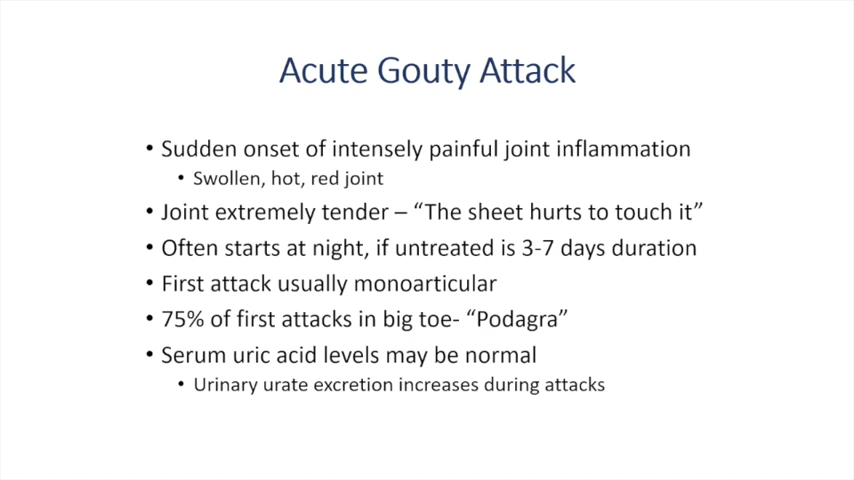 Acute Gouty Attack
• Sudden onset of intensely painful joint inflammation
• Swollen, hot, red joint
• Joint extremely tender – “The sheet hurts to touch it”
• Often starts at night, if untreated is 3-7 days duration
• First attack usually monoarticular
• 75% of first attacks in big toe- “Podagra”
• Serum uric acid levels may be normal
• Urinary urate excretion increases during attacks